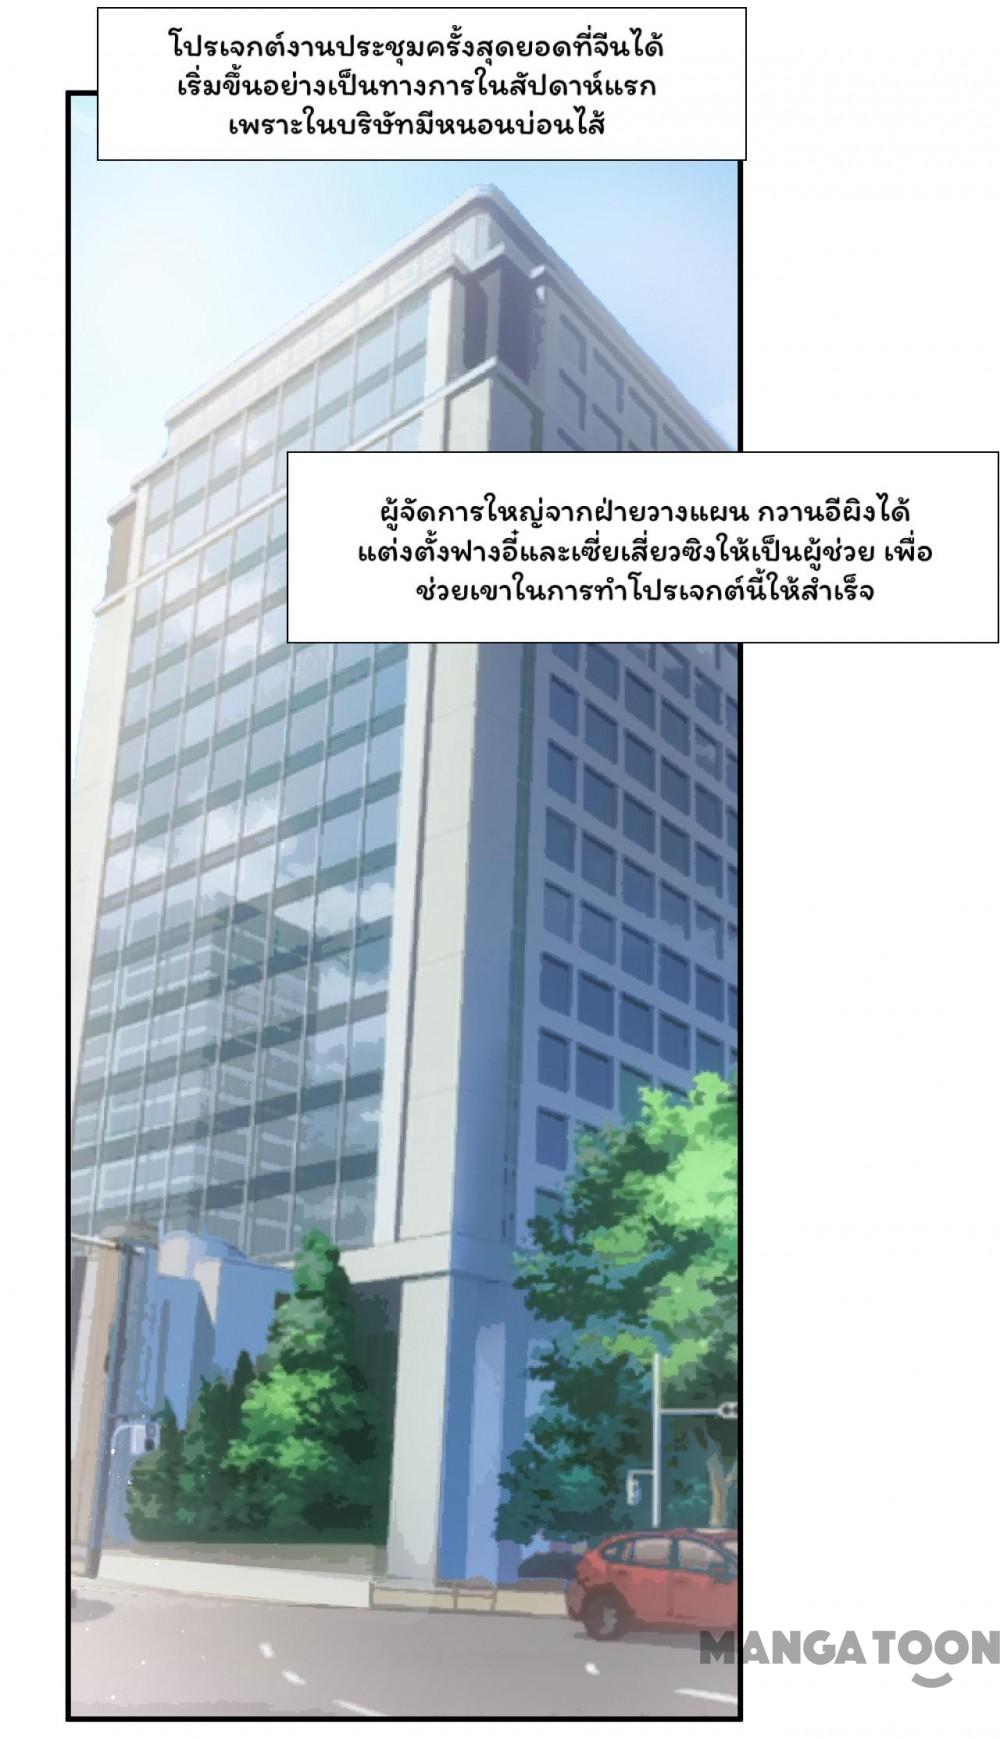 โปรเจกต์งานประชุมครั้งสุดยอดที่จีนได้
เริ่มขึ้นอย่างเป็นทางการในสัปดาห์แรก
เพราะในบริษัทมีหนอนบ่อนไส้
ผู้จัดการใหญ่จากฝ่ายวางแผน กวานอีผิงได้
แต่งตั้งฟางอี๋และเซี่ยเสี่ยวซิงให้เป็นผู้ช่วย เพื่อ
ช่วยเขาในการทำโปรเจกต์นี้ให้สำเร็จ
MANGATOON